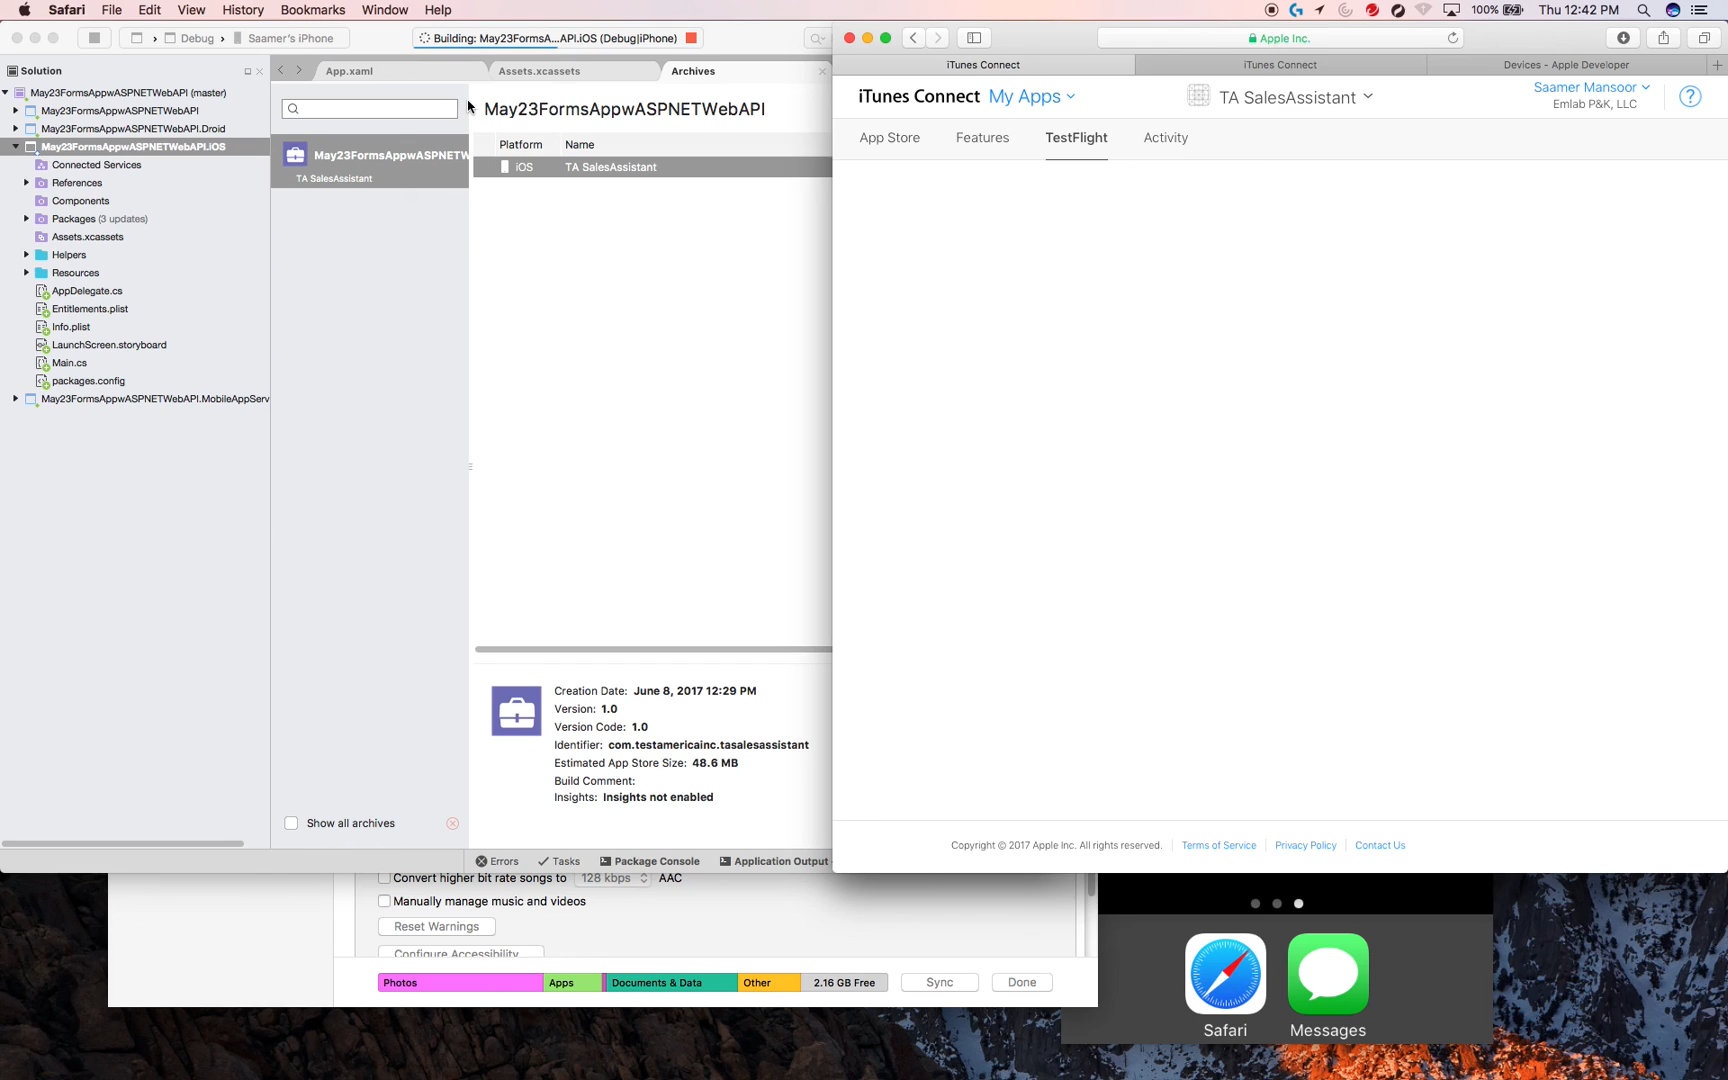 Safari File Edit View History Bookmarks Window Help
100% Thu 12:42 PM
Debug Saamer's iPhone
Building: May23FormsA...API.iOS (Debug|iPhone)
Apple Inc.
Solution
App.xaml Assets.xcassets Archives
iTunes Connect iTunes Connect Devices - Apple Developer
May23FormsAppwASPNETWebAPI (master)
May23FormsAppwASPNETWebAPI
May23FormsAppwASPNETWebAPI.Droid
May23FormsAppwASPNETWebAPI.iOS
Connected Services
References
Components
Packages (3 updates)
Assets.xcassets
Helpers
Resources
AppDelegate.cs
Entitlements.plist
Info.plist
LaunchScreen.storyboard
Main.cs
packages.config
May23FormsAppwASPNETWebAPI.MobileAppServ
May23FormsAppwASPNETW
TA SalesAssistant
Show all archives
May23FormsAppwASPNETWebAPI
Platform Name
iOS TA SalesAssistant
Creation Date: June 8, 2017 12:29 PM
Version: 1.0
Version Code: 1.0
Identifier: com.testamericainc.tasalesassistant
Estimated App Store Size: 48.6 MB
Build Comment:
Insights: Insights not enabled
Errors Tasks Package Console Application Output
iTunes Connect My Apps
TA SalesAssistant
Saamer Mansoor
Emlab P&K, LLC
?
App Store Features TestFlight Activity
Copyright © 2017 Apple Inc. All rights reserved. Terms of Service Privacy Policy Contact Us
Convert higher bit rate songs to 128 kbps AAC
Manually manage music and videos
Reset Warnings
Configure Accessibility
Photos Apps Documents & Data Other 2.16 GB Free Sync Done
Safari Messages